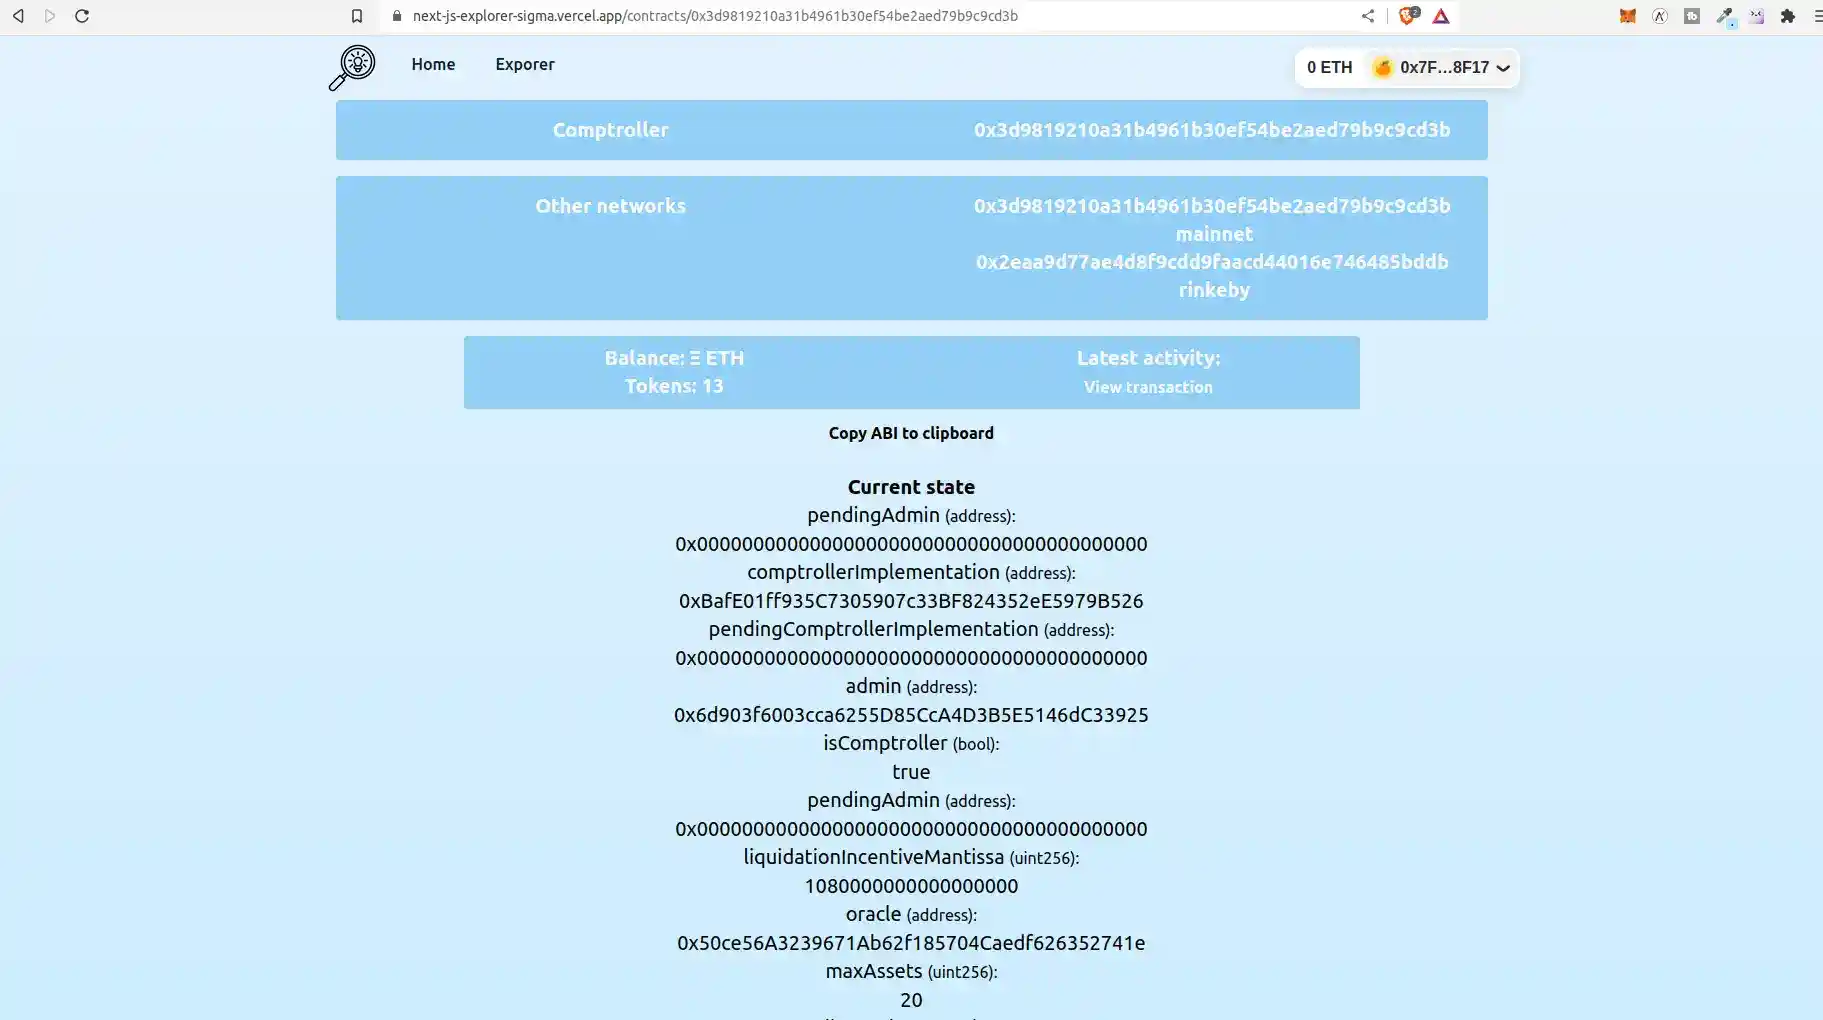 next-js-explorer-sigma.vercel.app/contracts/0x3d9819210a31b4961b30ef54be2aed79b9c9cd3b
2
Home
Exporer
0 ETH
0x7F...8F17
Comptroller
0x3d9819210a31b4961b30ef54be2aed79b9c9cd3b
Other networks
0x3d9819210a31b4961b30ef54be2aed79b9c9cd3b
mainnet
0x2eaa9d77ae4d8f9cdd9faacd44016e746485bddb
rinkeby
Balance: Ξ ETH
Tokens: 13
Latest activity:
View transaction
Copy ABI to clipboard
Current state
pendingAdmin (address):
0x0000000000000000000000000000000000000000
comptrollerImplementation (address):
0xBafE01ff935C7305907c33BF824352eE5979B526
pendingComptrollerImplementation (address):
0x0000000000000000000000000000000000000000
admin (address):
0x6d903f6003cca6255D85CcA4D3B5E5146dC33925
isComptroller (bool):
true
pendingAdmin (address):
0x0000000000000000000000000000000000000000
liquidationIncentiveMantissa (uint256):
1080000000000000000
oracle (address):
0x50ce56A3239671Ab62f185704Caedf626352741e
maxAssets (uint256):
20